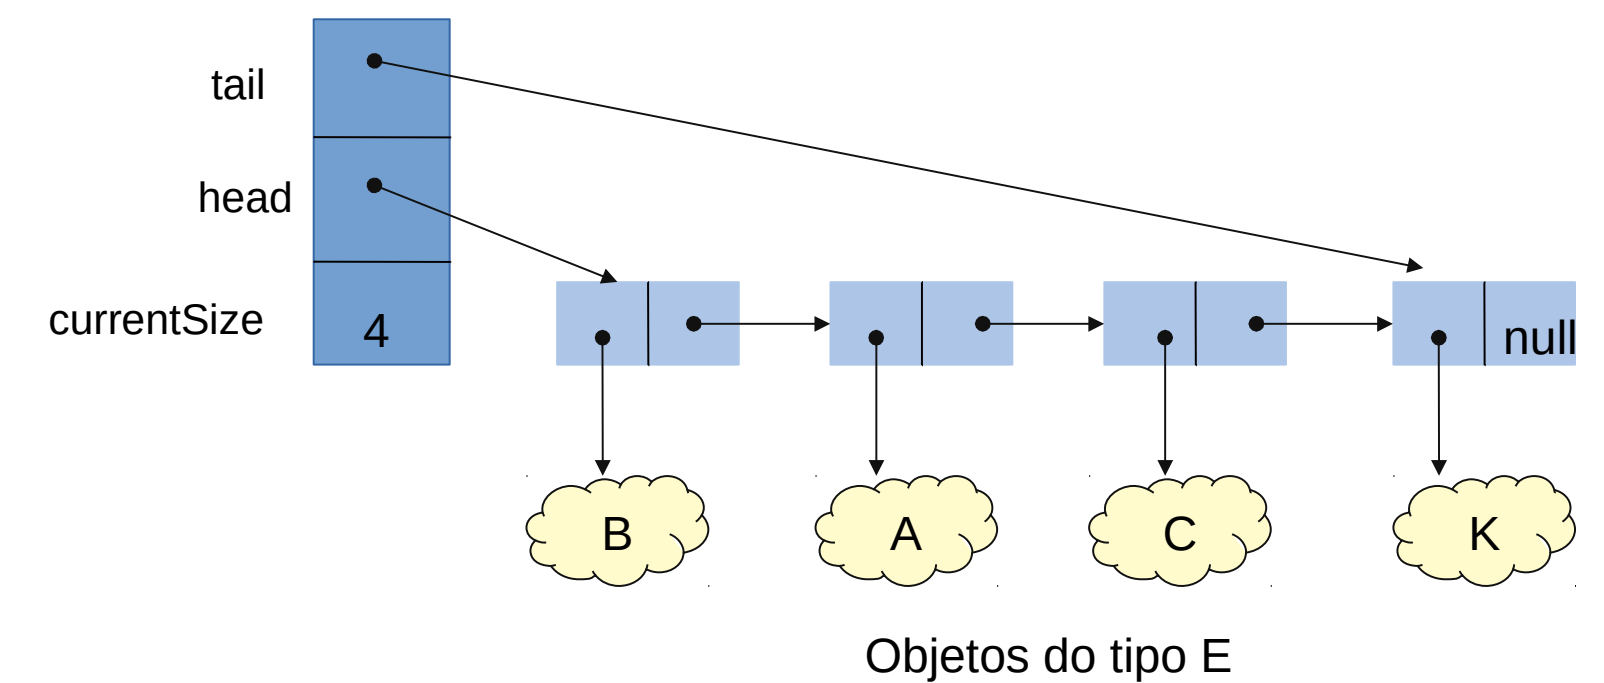 tail
head
currentSize
4
null
B
A
C
K
Objetos do tipo E